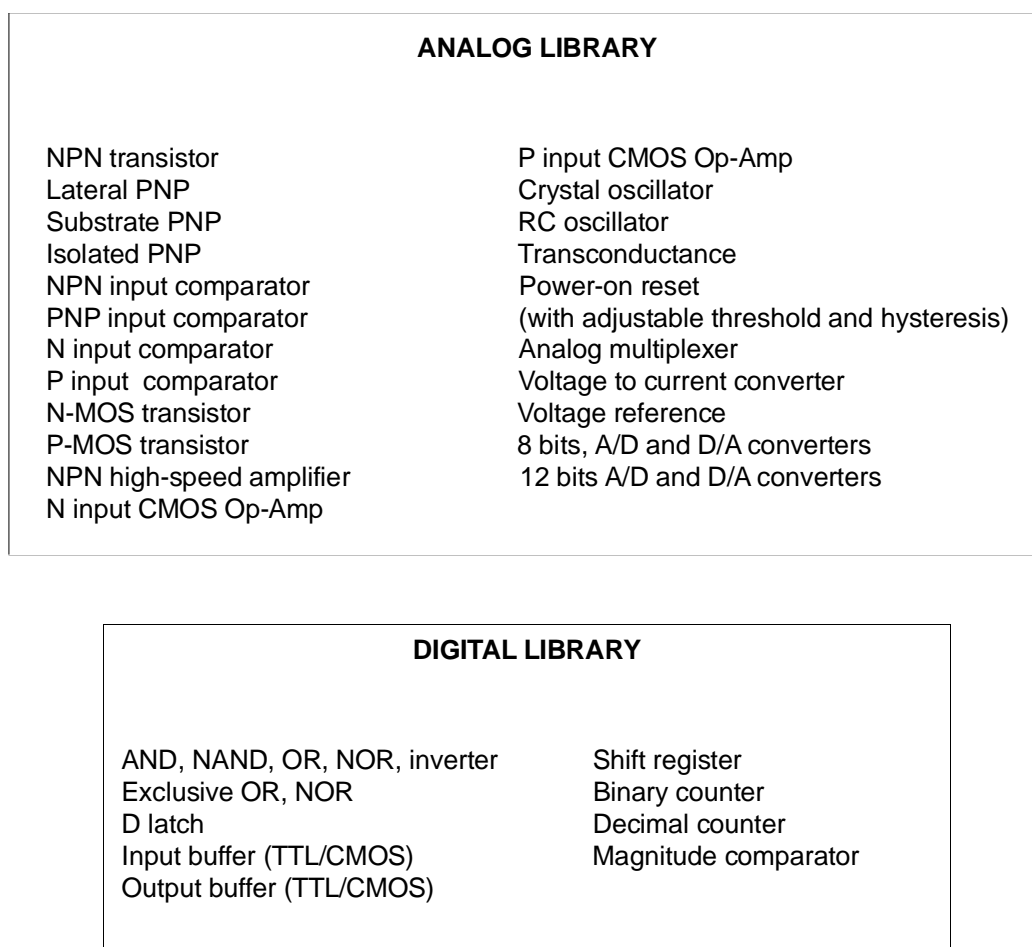 ANALOG LIBRARY
NPN transistor
Lateral PNP
Substrate PNP
Isolated PNP
NPN input comparator
PNP input comparator
N input comparator
P input comparator
N-MOS transistor
P-MOS transistor
NPN high-speed amplifier
N input CMOS Op-Amp
P input CMOS Op-Amp
Crystal oscillator
RC oscillator
Transconductance
Power-on reset
(with adjustable threshold and hysteresis)
Analog multiplexer
Voltage to current converter
Voltage reference
8 bits, A/D and D/A converters
12 bits A/D and D/A converters
DIGITAL LIBRARY
AND, NAND, OR, NOR, inverter
Exclusive OR, NOR
D latch
Input buffer (TTL/CMOS)
Output buffer (TTL/CMOS)
Shift register
Binary counter
Decimal counter
Magnitude comparator